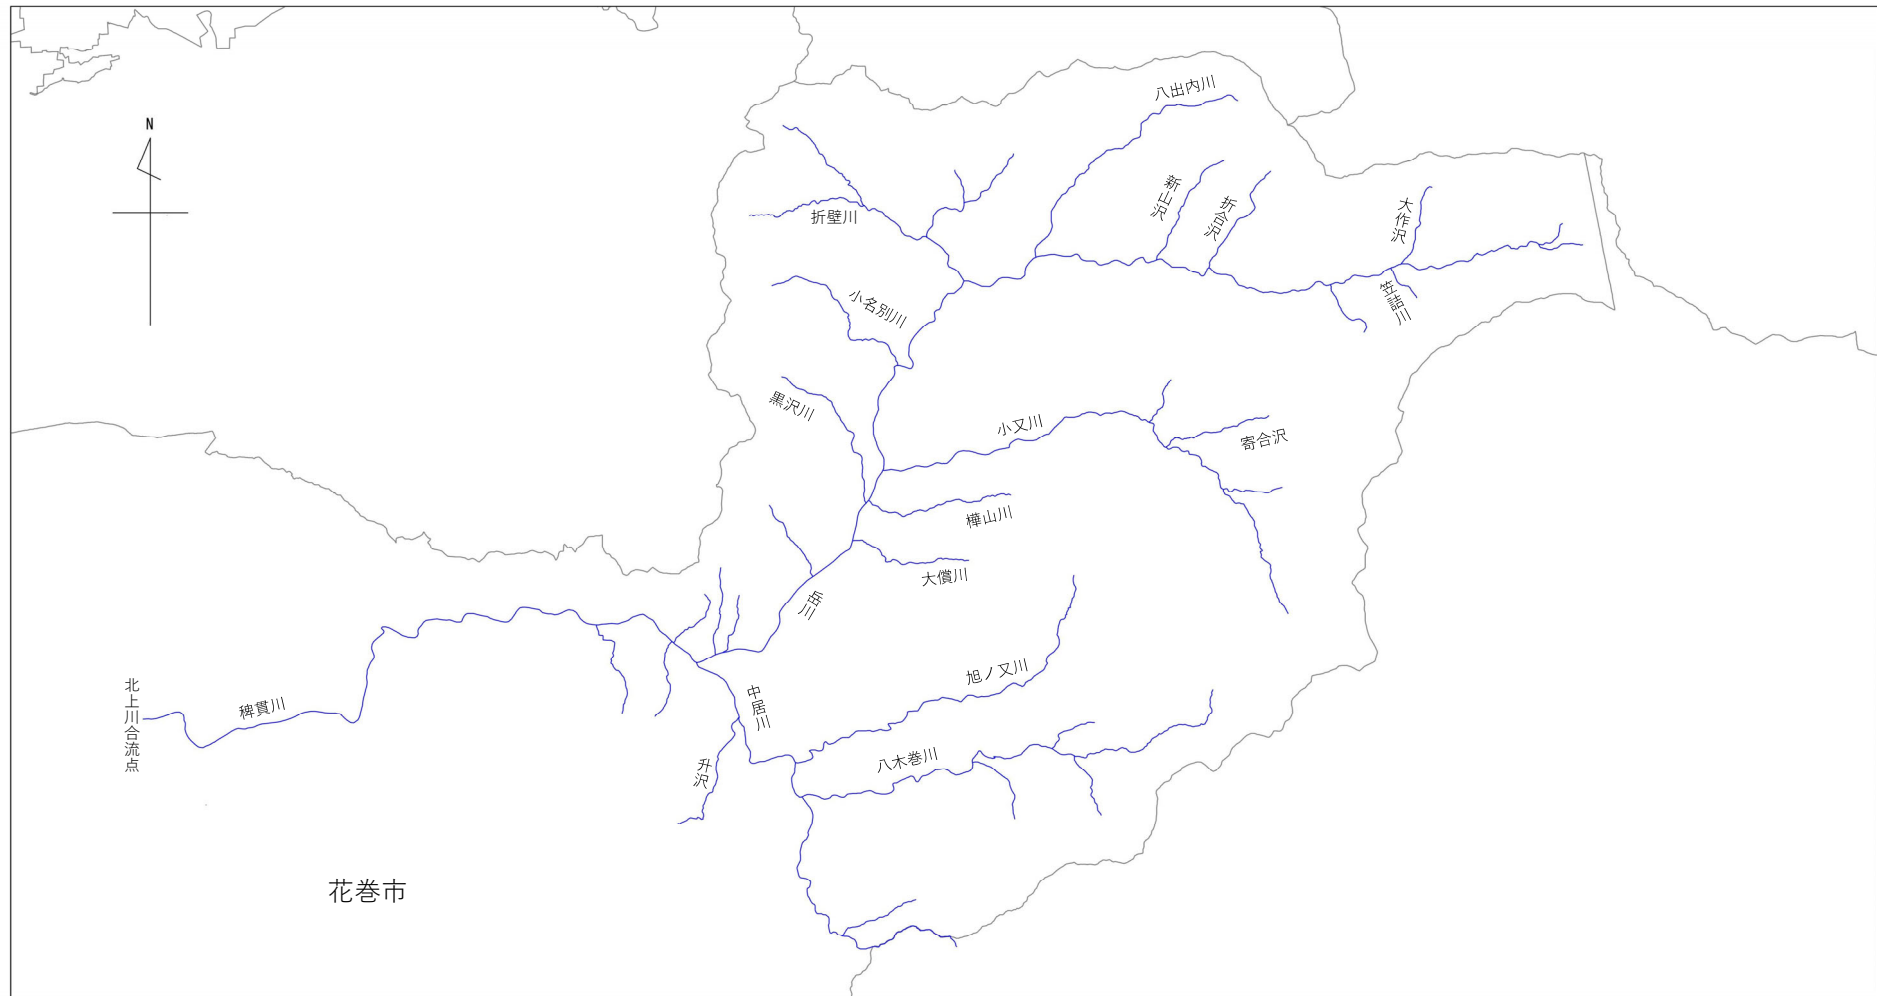 八出内川
N
新山沢
折合沢
大作沢
折壁川
笠詰川
小名別川
黒沢川
小又川
寄合沢
樺山川
大償川
岳川
旭ノ又川
中居川
稗貫川
北上川合流点
八木巻川
升沢
花巻市